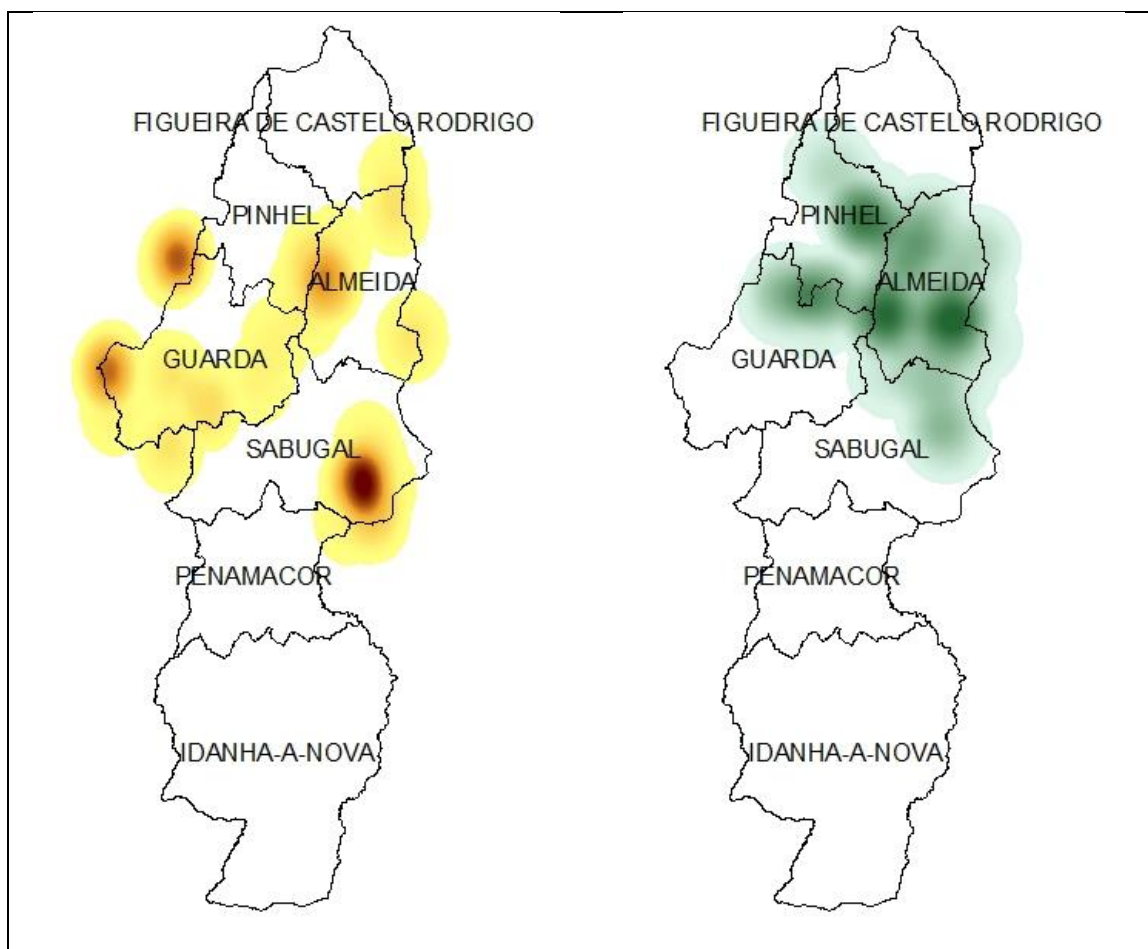 FIGUEIRA DE CASTELO RODRIGO
PINHEL
ALMEIDA
GUARDA
SABUGAL
PENAMACOR
IDANHA-A-NOVA
FIGUEIRA DE CASTELO RODRIGO
PINHEL
ALMEIDA
GUARDA
SABUGAL
PENAMACOR
IDANHA-A-NOVA